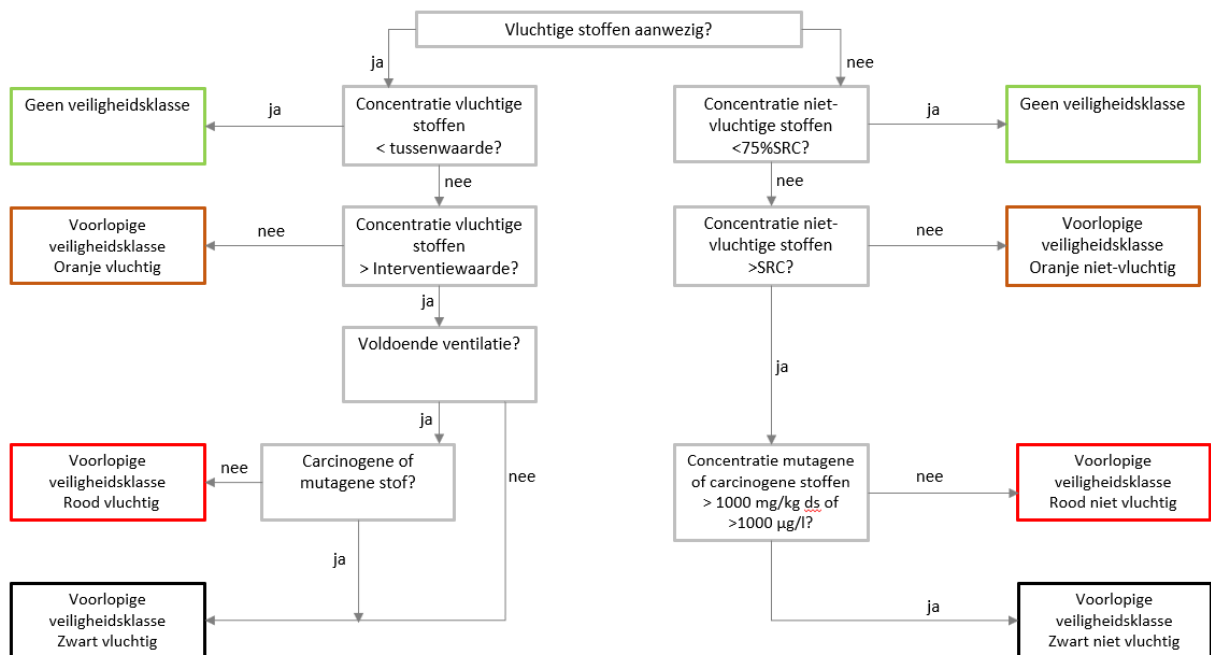 Vluchtige stoffen aanwezig?
ja
nee
Geen veiligheidsklasse
ja
Concentratie vluchtige
stoffen
< tussenwaarde?
Concentratie niet-
vluchtige stoffen
<75%SRC?
ja
Geen veiligheidsklasse
nee
nee
Voorlopige
veiligheidsklasse
Oranje vluchtig
nee
Concentratie vluchtige
stoffen
> Interventiewaarde?
Concentratie niet-
vluchtige stoffen
>SRC?
nee
Voorlopige
veiligheidsklasse
Oranje niet-vluchtig
ja
Voldoende ventilatie?
ja
ja
Voorlopige
veiligheidsklasse
Rood vluchtig
nee
Carcinogene of
mutagene stof?
nee
Concentratie mutagene
of carcinogene stoffen
> 1000 mg/kg ds of
>1000 µg/l?
nee
Voorlopige
veiligheidsklasse
Rood niet vluchtig
ja
Voorlopige
veiligheidsklasse
Zwart vluchtig
ja
Voorlopige
veiligheidsklasse
Zwart niet vluchtig